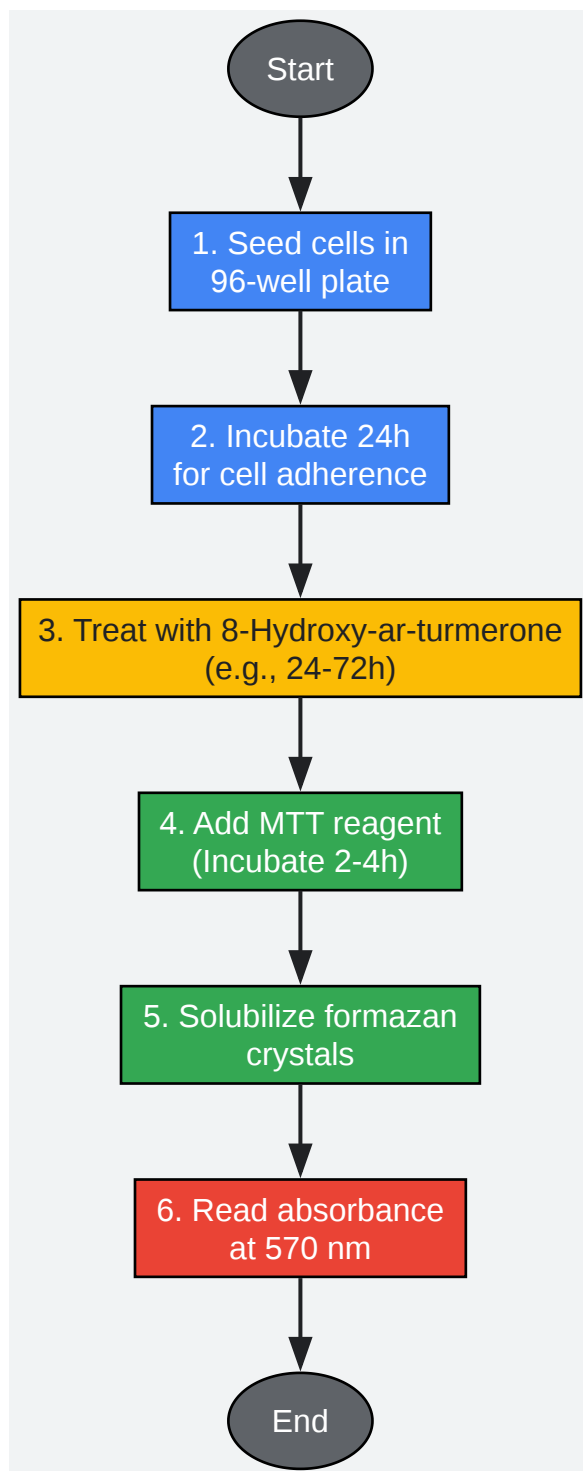 Start
1. Seed cells in
96-well plate
2. Incubate 24h
for cell adherence
3. Treat with 8-Hydroxy-ar-turmerone
(e.g., 24-72h)
4. Add MTT reagent
(Incubate 2-4h)
5. Solubilize formazan
crystals
6. Read absorbance
at 570 nm
End